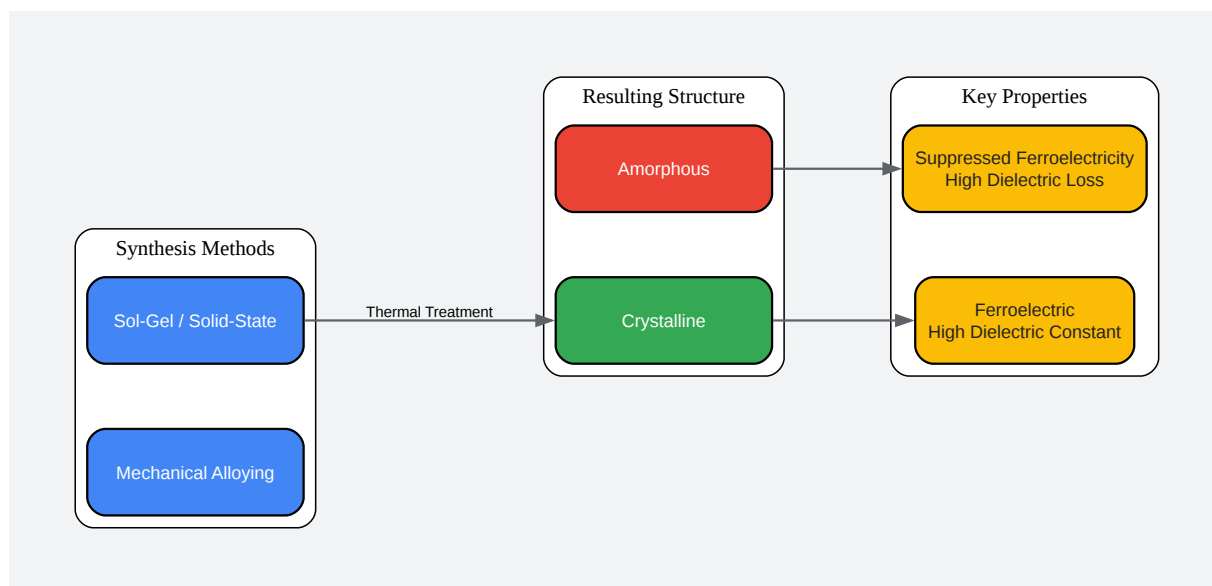 Synthesis Methods
Sol-Gel / Solid-State
Mechanical Alloying
Thermal Treatment
Resulting Structure
Amorphous
Crystalline
Key Properties
Suppressed Ferroelectricity
High Dielectric Loss
Ferroelectric
High Dielectric Constant